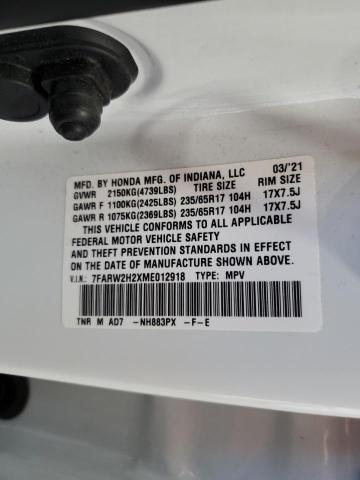 MFD. BY HONDA MFG. OF INDIANA, LLC 03/'21
GVWR 2150KG(4739LBS) TIRE SIZE RIM SIZE
GAWR F 1100KG(2425LBS) 235/65R17 104H 17X7.5J
GAWR R 1075KG(2369LBS) 235/65R17 104H 17X7.5J
THIS VEHICLE CONFORMS TO ALL APPLICABLE
FEDERAL MOTOR VEHICLE SAFETY
AND THEFT PREVENTION STANDARDS IN EFFECT
ON THE DATE OF MANUFACTURE SHOWN ABOVE.
V.I.N.: 7FARW2H2XME012918 TYPE: MPV
TNR M AD7 -NH883PX -F-E